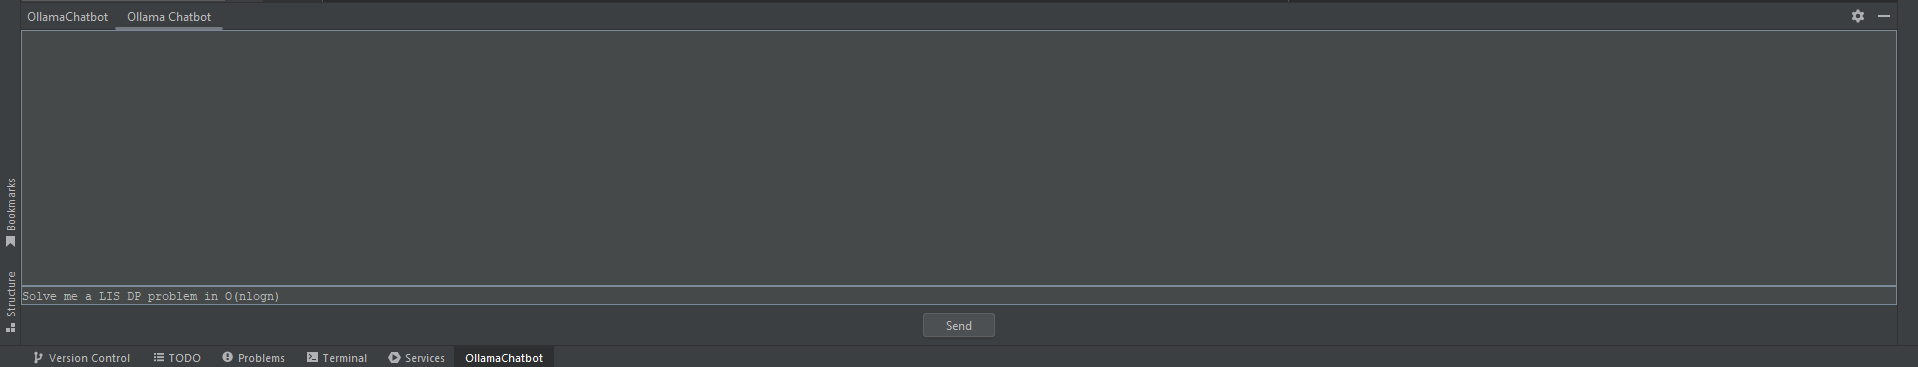 OllamaChatbot Ollama Chatbot
Bookmarks
Structure
Solve me a LIS DP problem in O(nlogn)
Send
Version Control TODO Problems Terminal Services OllamaChatbot